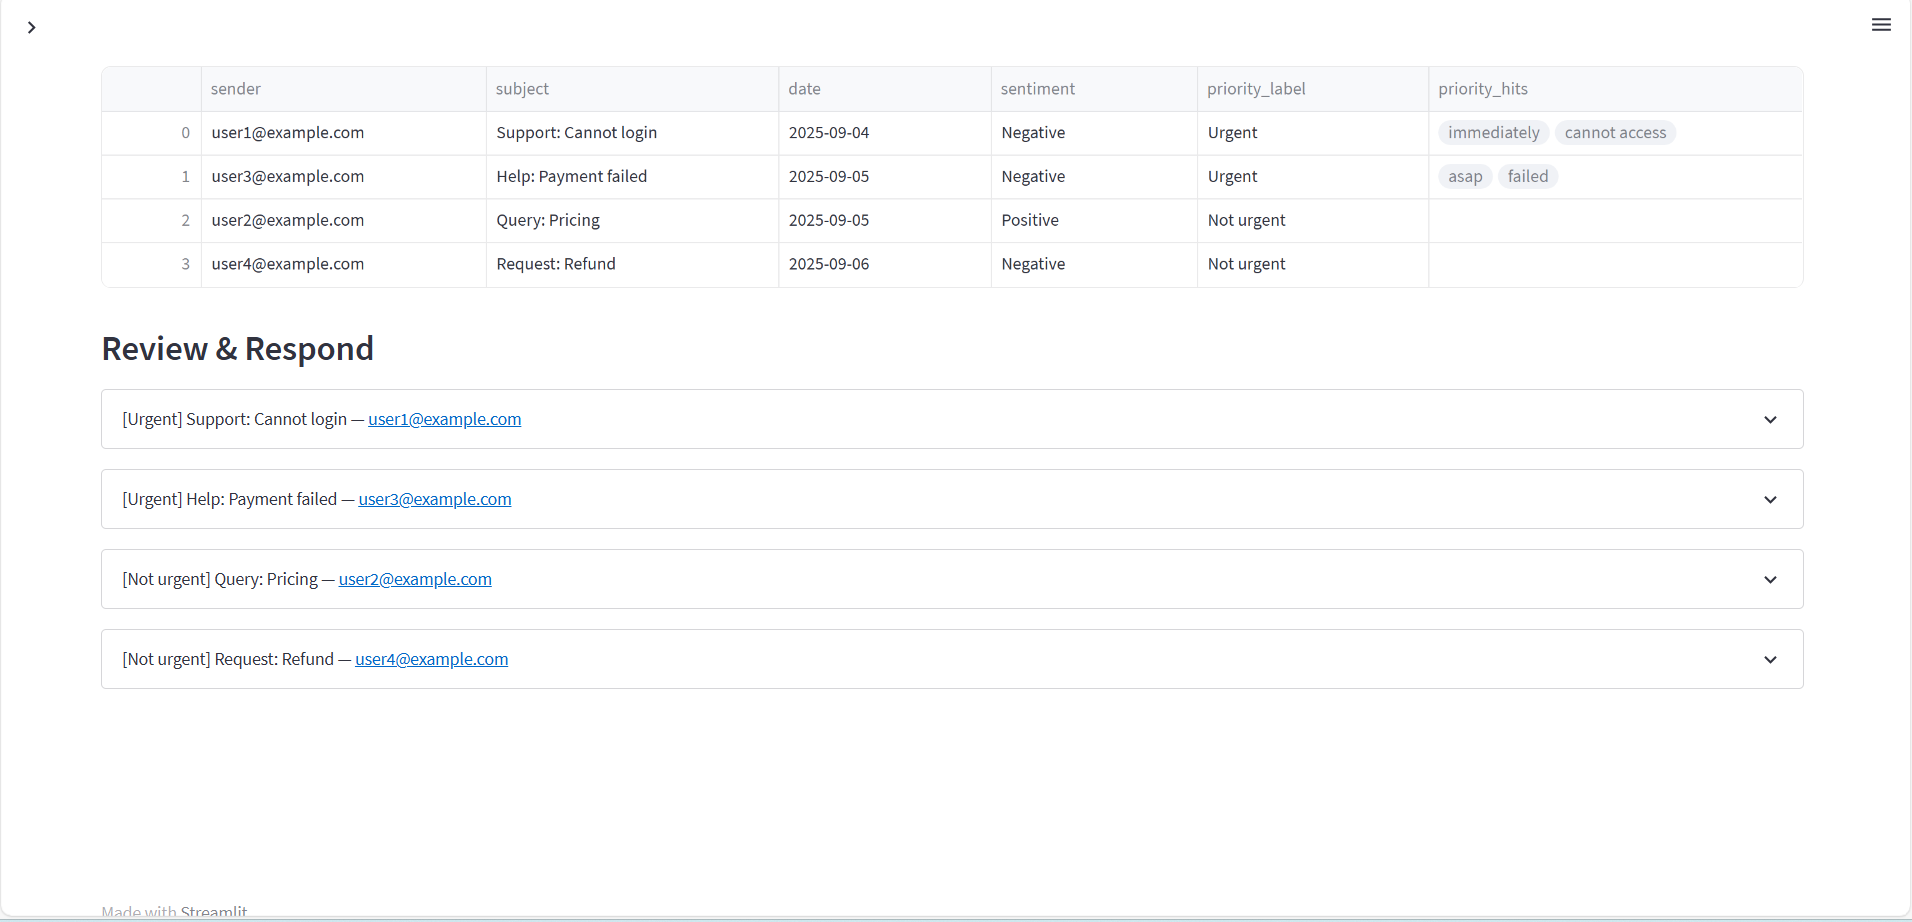 sender subject date sentiment priority_label priority_hits
0 user1@example.com Support: Cannot login 2025-09-04 Negative Urgent immediately cannot access
1 user3@example.com Help: Payment failed 2025-09-05 Negative Urgent asap failed
2 user2@example.com Query: Pricing 2025-09-05 Positive Not urgent
3 user4@example.com Request: Refund 2025-09-06 Negative Not urgent
Review & Respond
[Urgent] Support: Cannot login — user1@example.com
[Urgent] Help: Payment failed — user3@example.com
[Not urgent] Query: Pricing — user2@example.com
[Not urgent] Request: Refund — user4@example.com
Made with Streamlit